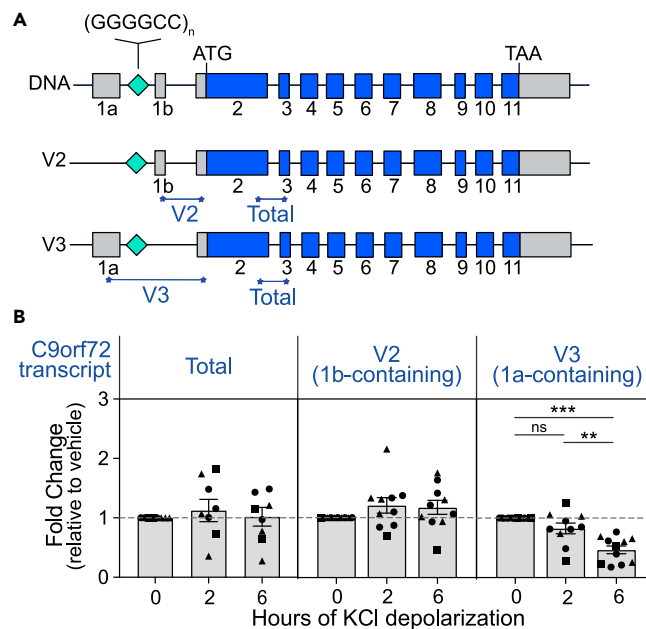 A
(GGGGCC)n
ATG
TAA
DNA
1a
1b
2
3
4
5
6
7
8
9
10
11
V2
1b
2
3
4
5
6
7
8
9
10
11
V2
Total
V3
1a
2
3
4
5
6
7
8
9
10
11
V3
Total
B
C9orf72
transcript
Total
V2
(1b-containing)
V3
(1a-containing)
Fold Change
(relative to vehicle)
3
2
1
0
***
ns
**
0
2
6
0
2
6
0
2
6
Hours of KCl depolarization